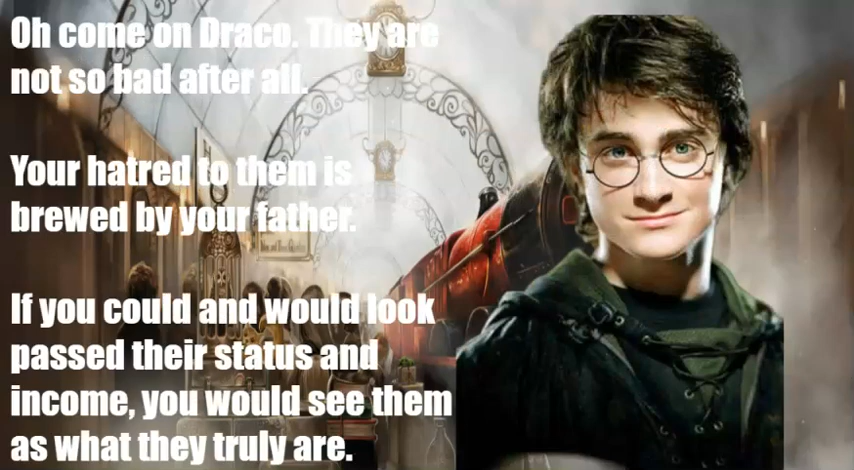 Oh come on Draco. They are
not so bad after all.
Your hatred to them is
brewed by your father.
If you could and would look
passed their status and
income, you would see them
as what they truly are.